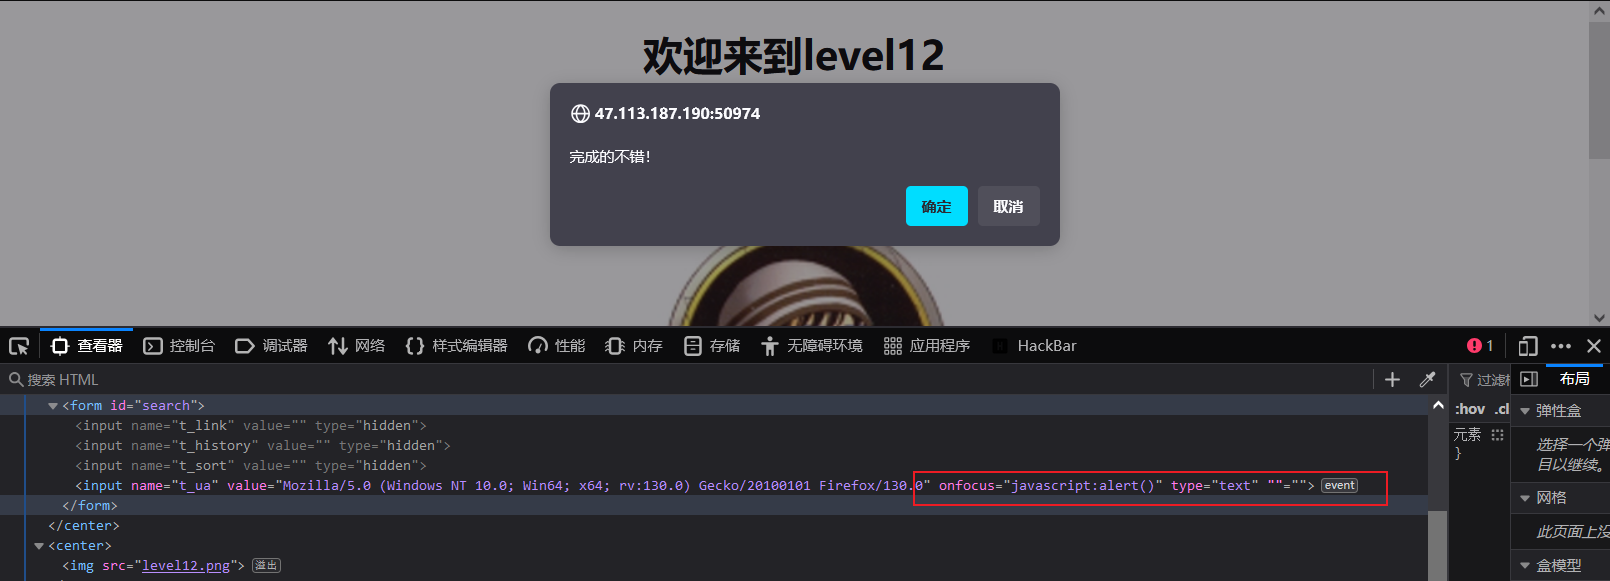 欢迎来到level12
47.113.187.190:50974
完成的不错！
确定 取消
查看器 控制台 调试器 网络 {} 样式编辑器 性能 内存 存储 无障碍环境 应用程序 HackBar 1
搜索 HTML
过滤 布局
<form id="search">
:hov .cl 弹性盒
<input name="t_link" value="" type="hidden">
元素
<input name="t_history" value="" type="hidden">
} 选择一个弹
<input name="t_sort" value="" type="hidden">
目以继续。
<input name="t_ua" value="Mozilla/5.0 (Windows NT 10.0; Win64; x64; rv:130.0) Gecko/20100101 Firefox/130.0" onfocus="javascript:alert()" type="text" ""=""> event
网格
</form>
</center>
此页面上没
<center>
<img src="level12.png"> 溢出
盒模型